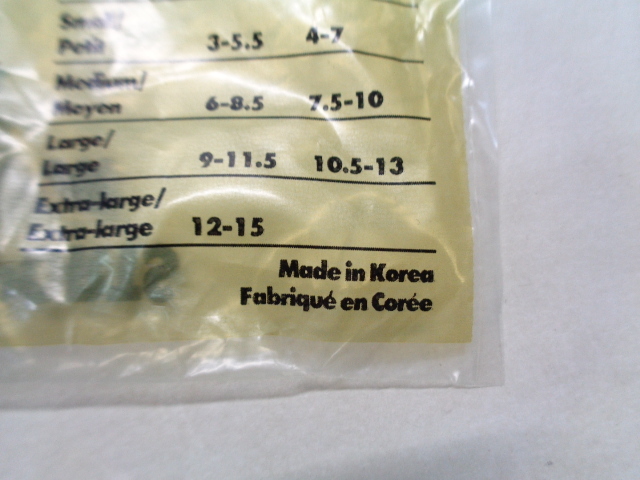 Small/
Petit 3-5.5 4-7
Medium/
Moyen 6-8.5 7.5-10
Large/
Large 9-11.5 10.5-13
Extra-large/
Extra-large 12-15
Made in Korea
Fabriqué en Corée